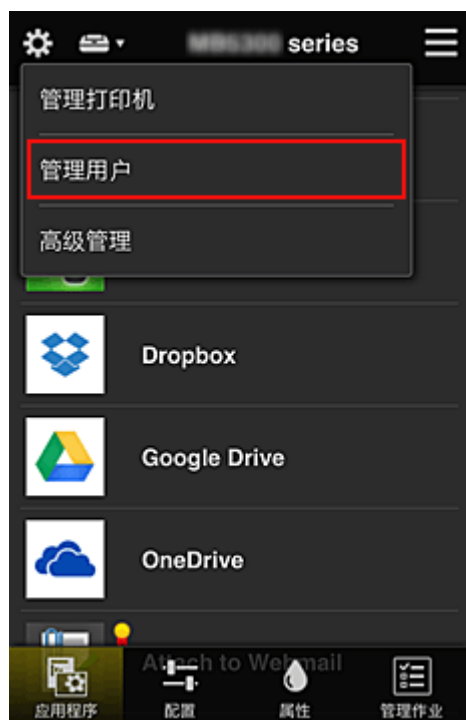 series
管理打印机
管理用户
高级管理
Dropbox
Google Drive
OneDrive
Attach to Webmail
应用程序
配置
属性
管理作业